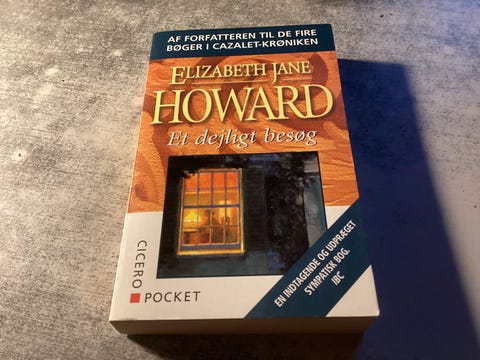 AF FORFATTEREN TIL DE FIRE
BØGER I CAZALET-KRØNIKEN
ELIZABETH JANE
HOWARD
Et dejligt besøg
EN INDTAGENDE OG UDPRÆGET
SYMPATISK BOG.
JBC
CICERO
POCKET